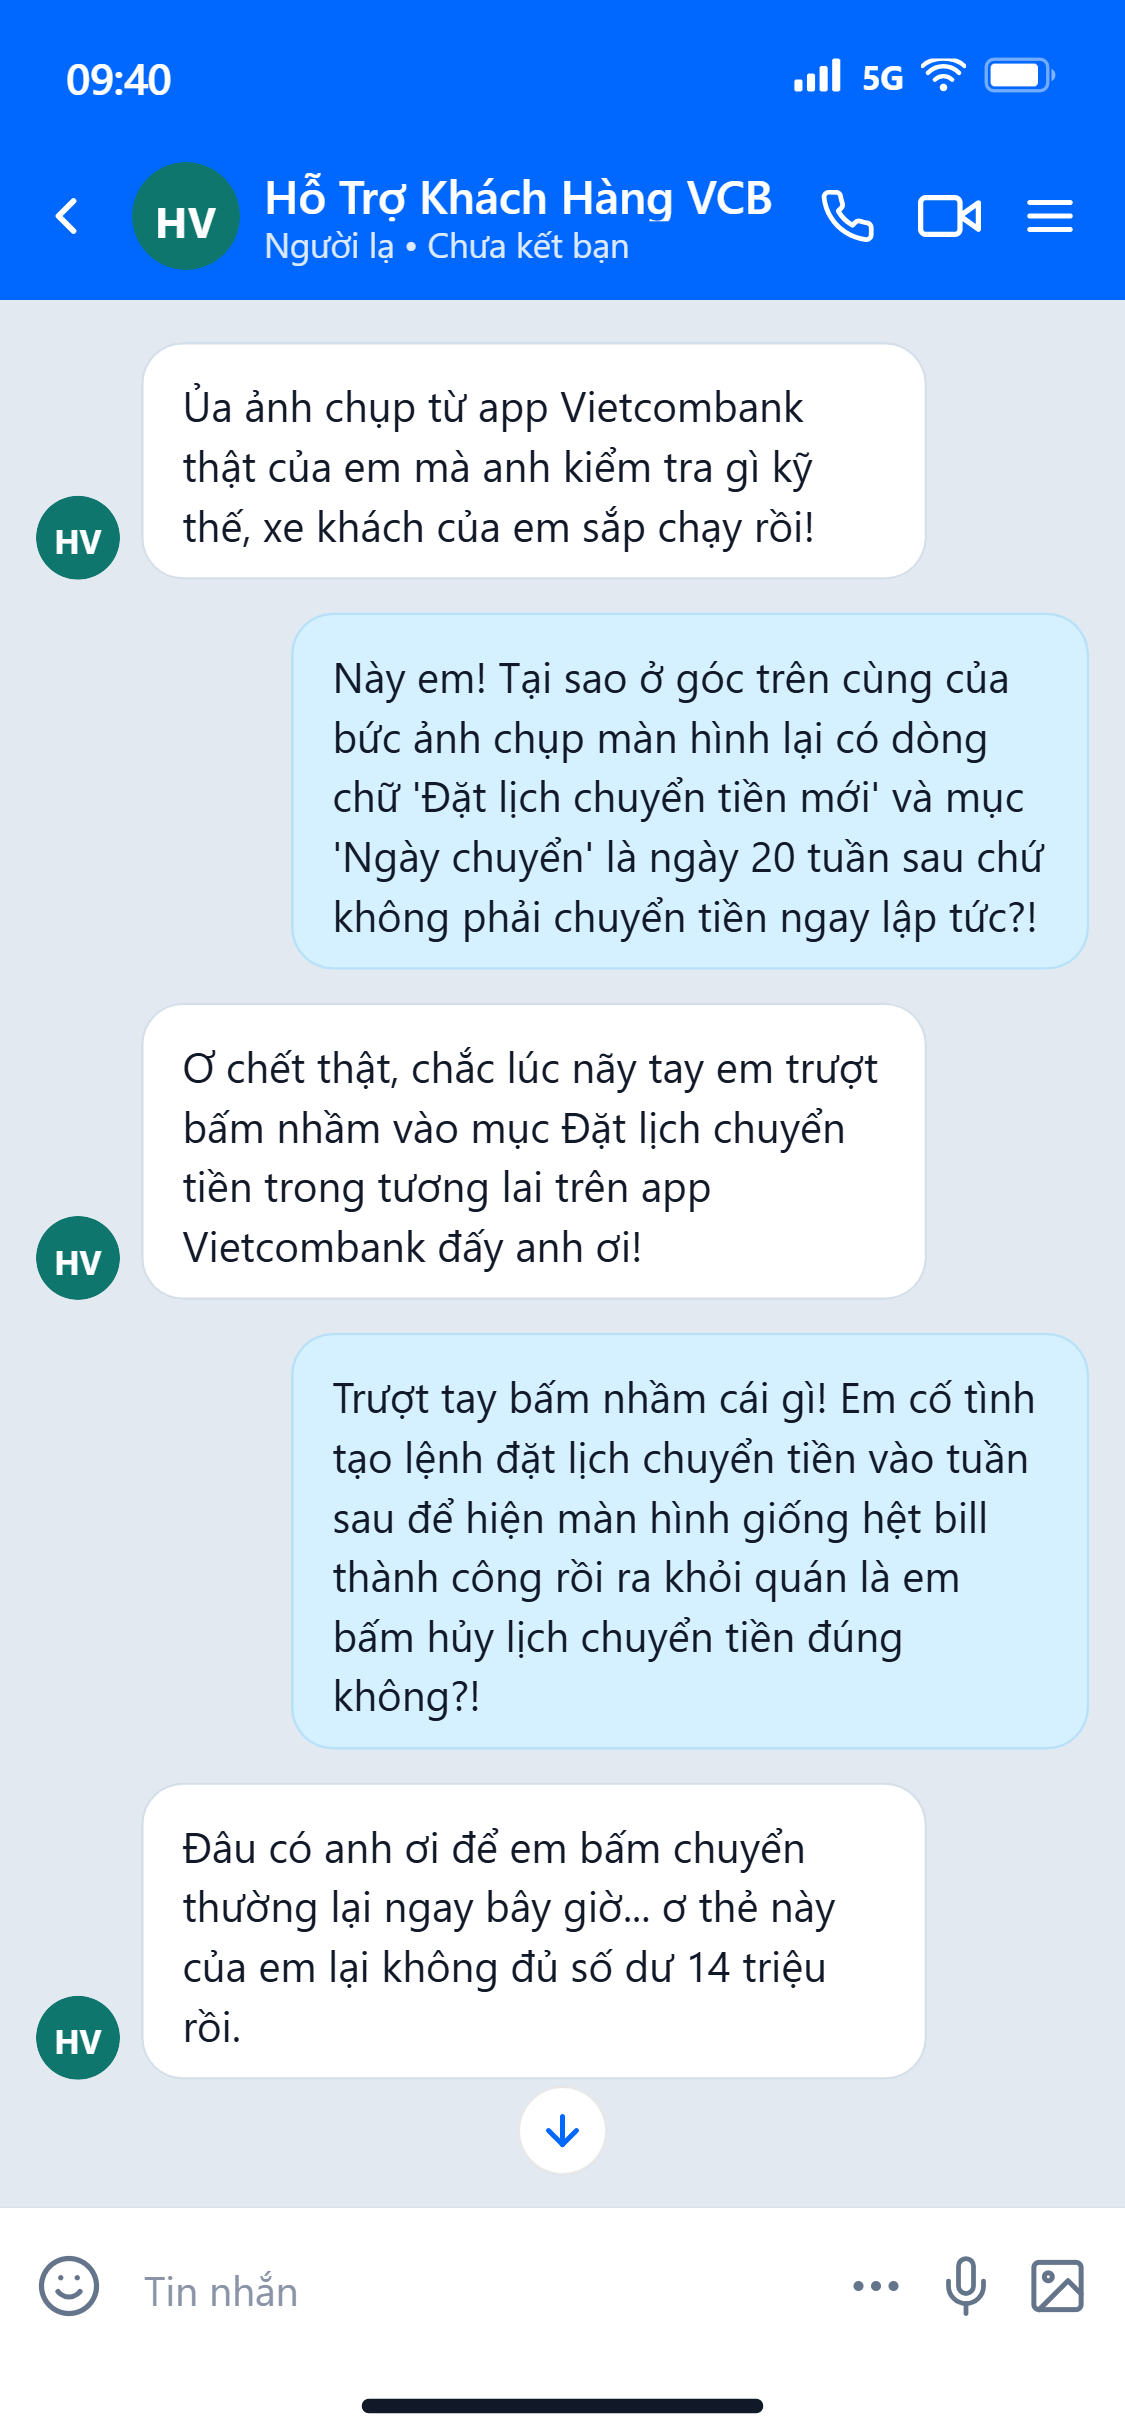 09:40
5G
HV
Hỗ Trợ Khách Hàng VCB
Người lạ • Chưa kết bạn
Ủa ảnh chụp từ app Vietcombank
thật của em mà anh kiểm tra gì kỹ
thế, xe khách của em sắp chạy rồi!
HV
Này em! Tại sao ở góc trên cùng của
bức ảnh chụp màn hình lại có dòng
chữ 'Đặt lịch chuyển tiền mới' và mục
'Ngày chuyển' là ngày 20 tuần sau chứ
không phải chuyển tiền ngay lập tức?!
Ơ chết thật, chắc lúc nãy tay em trượt
bấm nhầm vào mục Đặt lịch chuyển
tiền trong tương lai trên app
Vietcombank đấy anh ơi!
HV
Trượt tay bấm nhầm cái gì! Em cố tình
tạo lệnh đặt lịch chuyển tiền vào tuần
sau để hiện màn hình giống hệt bill
thành công rồi ra khỏi quán là em
bấm hủy lịch chuyển tiền đúng
không?!
Đâu có anh ơi để em bấm chuyển
thường lại ngay bây giờ... ơ thẻ này
của em lại không đủ số dư 14 triệu
rồi.
HV
Tin nhắn